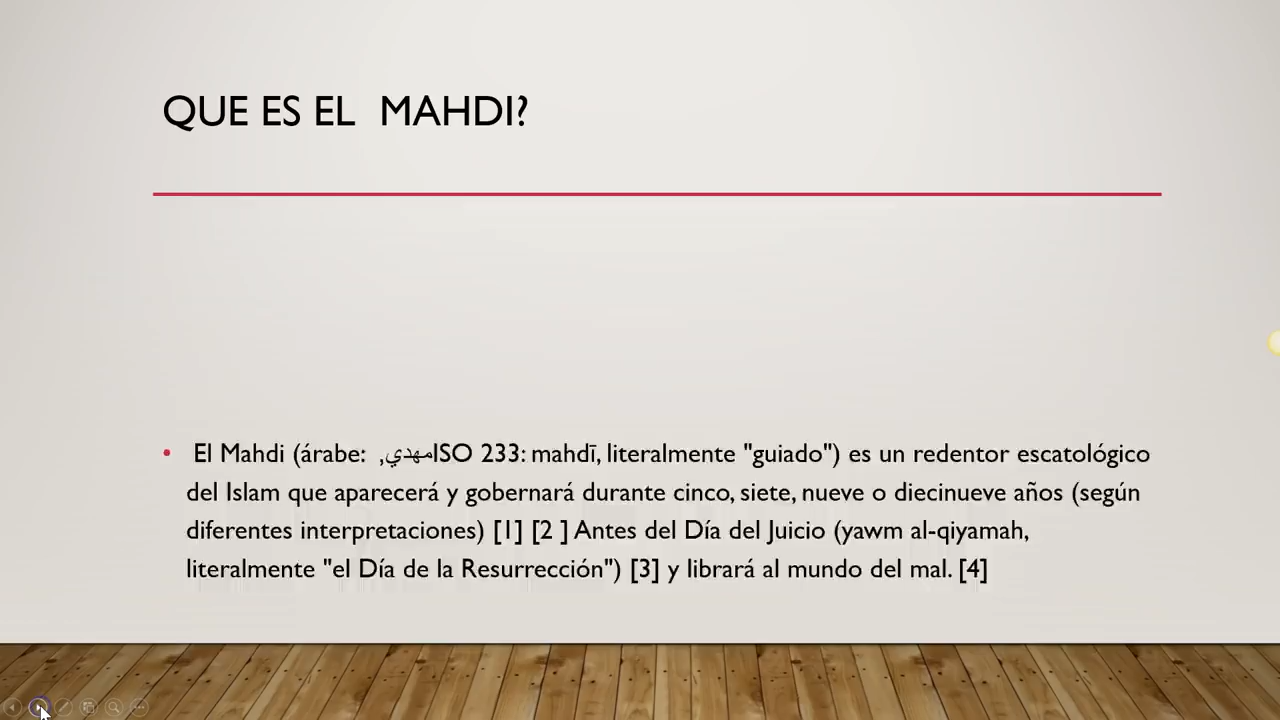 QUE ES EL  MAHDI?
• El Mahdi (árabe: مهدي, ISO 233: mahdī, literalmente "guiado") es un redentor escatológico
del Islam que aparecerá y gobernará durante cinco, siete, nueve o diecinueve años (según
diferentes interpretaciones) [1] [2 ] Antes del Día del Juicio (yawm al-qiyamah,
literalmente "el Día de la Resurrección") [3] y librará al mundo del mal. [4]